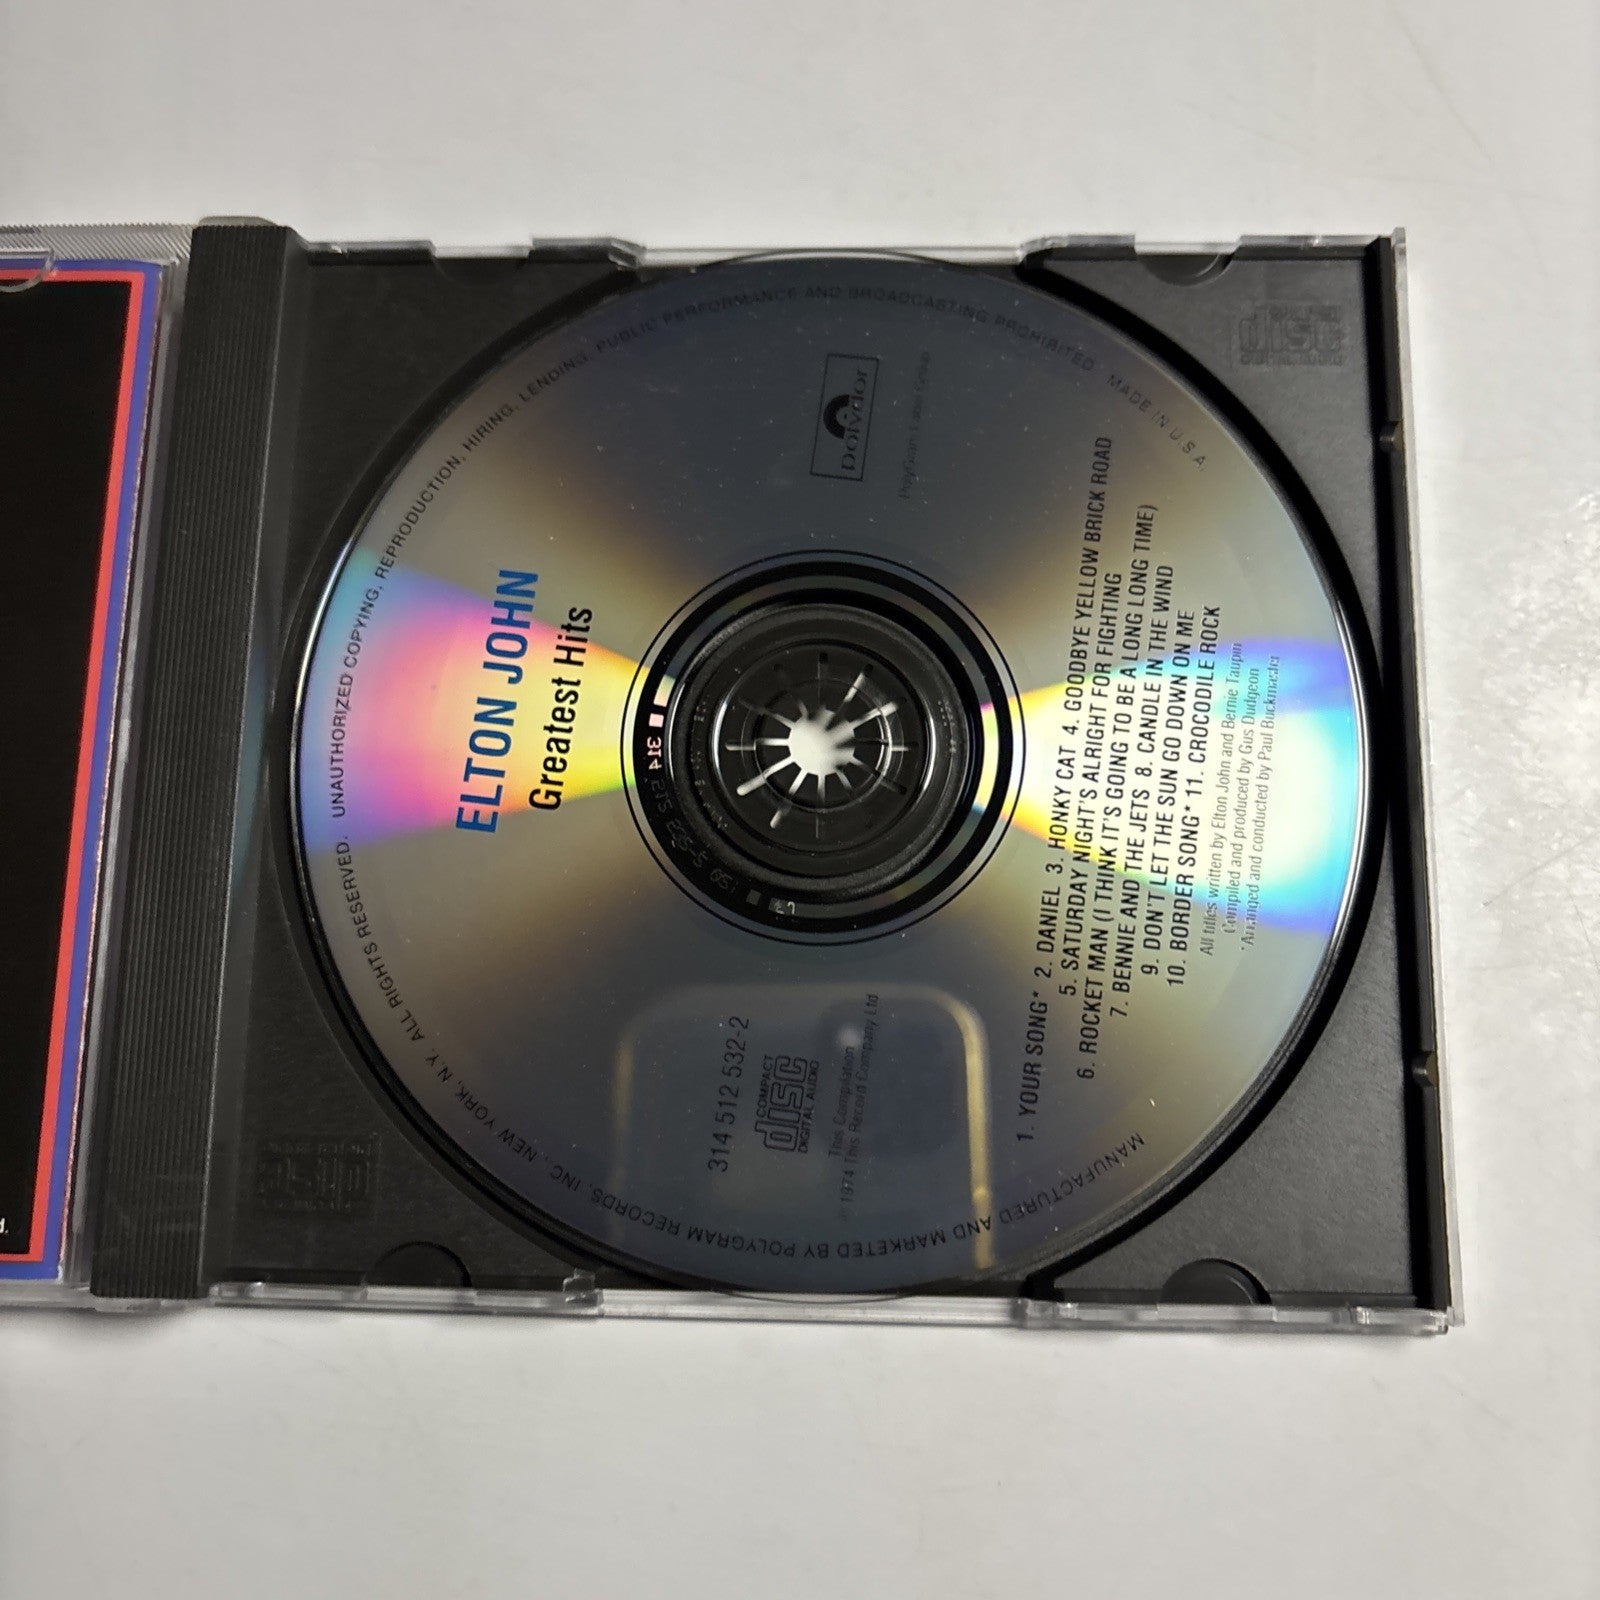 ELTON JOHN
Greatest Hits
314 512 532-2
COMPACT
disc
DIGITAL AUDIO
This Compilation
℗ 1974 This Record Company Ltd
Polydor
1. YOUR SONG* 2. DANIEL 3. HONKY CAT 4. GOODBYE YELLOW BRICK ROAD
5. SATURDAY NIGHT'S ALRIGHT FOR FIGHTING
6. ROCKET MAN (I THINK IT'S GOING TO BE A LONG LONG TIME)
7. BENNIE AND THE JETS 8. CANDLE IN THE WIND
9. DON'T LET THE SUN GO DOWN ON ME
10. BORDER SONG* 11. CROCODILE ROCK
All titles written by Elton John and Bernie Taupin
Compiled and produced by Gus Dudgeon
*Arranged and conducted by Paul Buckmaster
MANUFACTURED AND MARKETED BY POLYGRAM RECORDS, INC., NEW YORK, N.Y. ALL RIGHTS RESERVED. UNAUTHORIZED COPYING, REPRODUCTION, HIRING, LENDING, PUBLIC PERFORMANCE AND BROADCASTING PROHIBITED. MADE IN U.S.A.
disc
disc